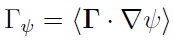 Γ_ψ = ⟨𝚪 · ∇ψ⟩